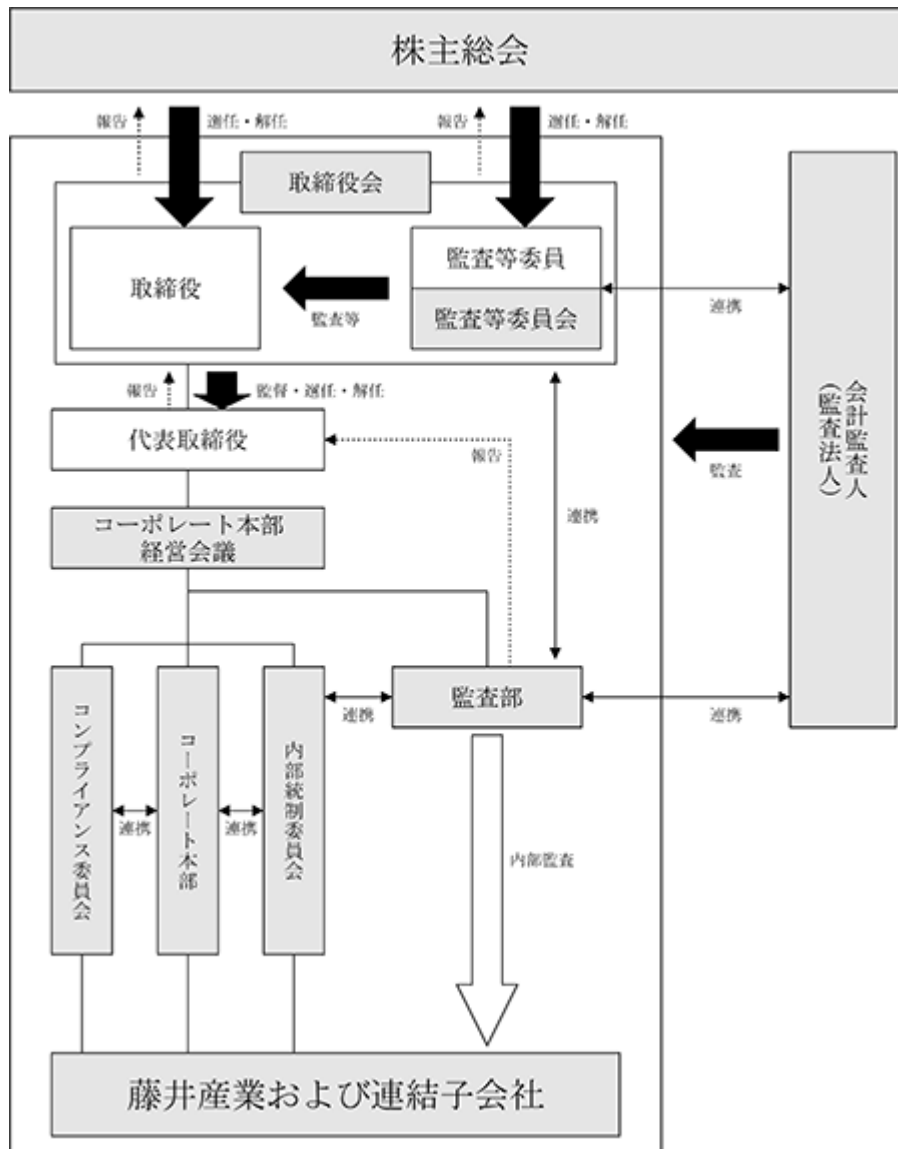 株主総会
報告
選任・解任
報告
選任・解任
取締役会
取締役
監査等
監査等委員
監査等委員会
連携
会計監査人
(監査法人)
報告
監督・選任・解任
代表取締役
報告
連携
監査
コーポレート本部
経営会議
コンプライアンス委員会
連携
コーポレート本部
連携
内部統制委員会
連携
監査部
連携
内部監査
藤井産業および連結子会社